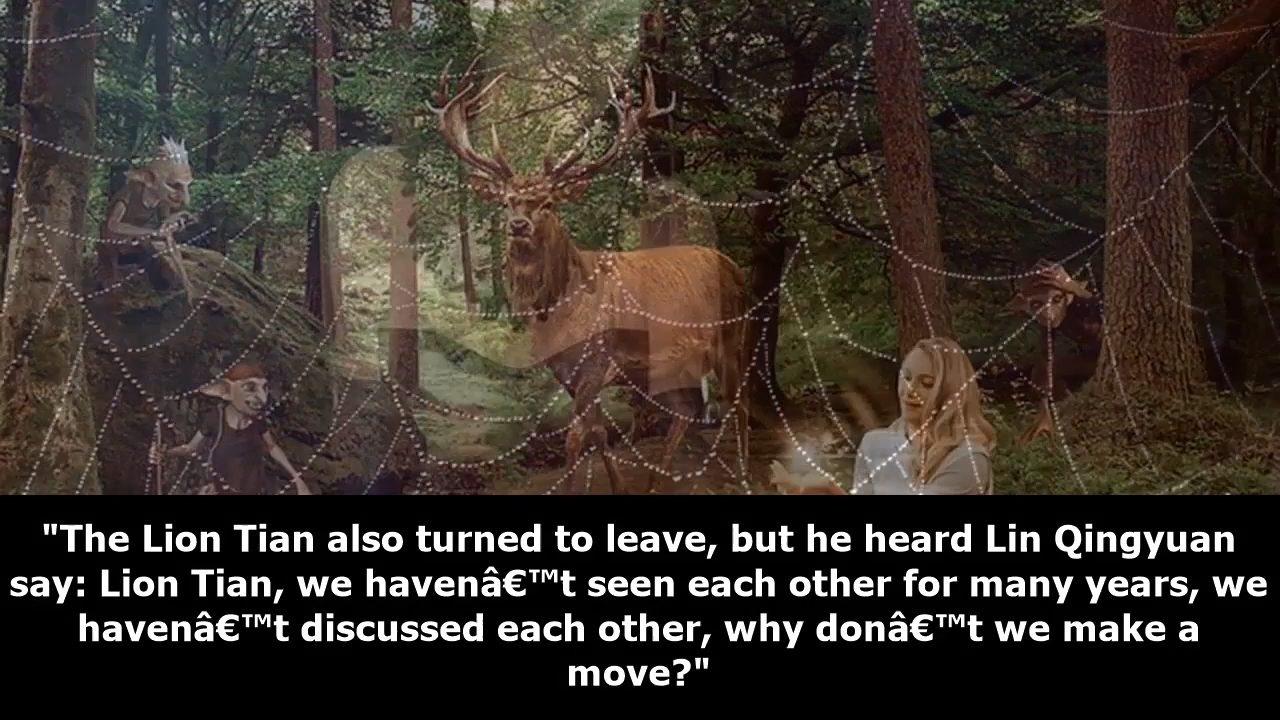 "The Lion Tian also turned to leave, but he heard Lin Qingyuan
say: Lion Tian, we havenâ€™t seen each other for many years, we
havenâ€™t discussed each other, why donâ€™t we make a
move?"